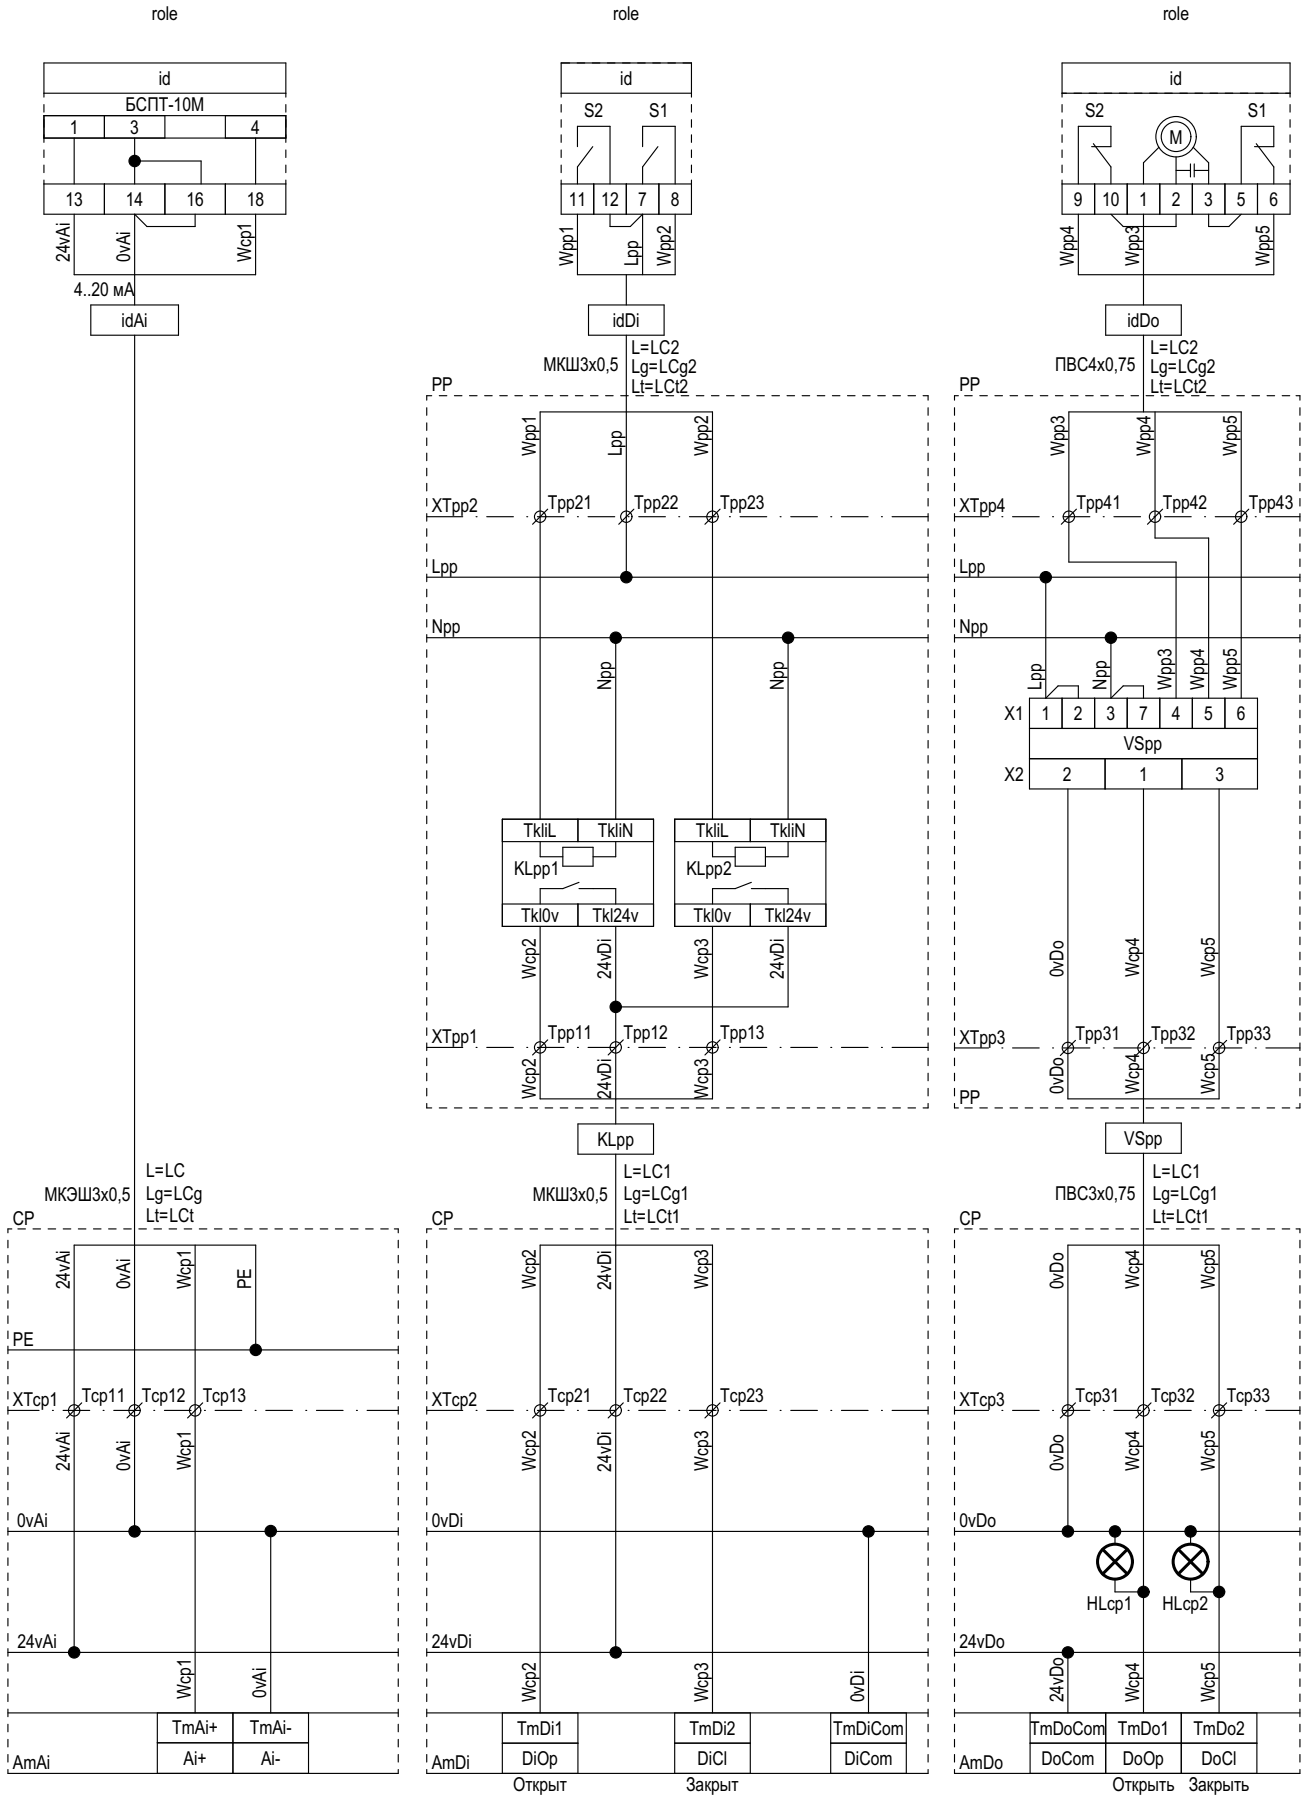 role
id
БСПТ-10М
1 3 4
13 14 16 18
24vAi 0vAi Wcp1
4..20 мА
idAi
МКЭШ3х0,5
L=LC
Lg=LCg
Lt=LCt
CP
24vAi 0vAi Wcp1 PE
PE
XTcp1 Tcp11 Tcp12 Tcp13
24vAi 0vAi Wcp1
0vAi
24vAi
Wcp1 0vAi
TmAi+ TmAi-
AmAi Ai+ Ai-
role
id
S2 S1
11 12 7 8
Wpp1 Lpp Wpp2
idDi
МКШ3х0,5
L=LC2
Lg=LCg2
Lt=LCt2
PP
Wpp1 Lpp Wpp2
XTpp2 Tpp21 Tpp22 Tpp23
Lpp
Npp
Npp Npp
TkliL TkliN TkliL TkliN
KLpp1 KLpp2
Tkl0v Tkl24v Tkl0v Tkl24v
Wcp2 24vDi Wcp3 24vDi
XTpp1 Tpp11 Tpp12 Tpp13
Wcp2 24vDi Wcp3
KLpp
МКШ3х0,5
L=LC1
Lg=LCg1
Lt=LCt1
CP
Wcp2 24vDi Wcp3
XTcp2 Tcp21 Tcp22 Tcp23
Wcp2 24vDi Wcp3
0vDi
24vDi
Wcp2 Wcp3 0vDi
TmDi1 TmDi2 TmDiCom
AmDi DiOp DiCl DiCom
Открыт Закрыт
role
id
S2 M S1
9 10 1 2 3 5 6
Wpp4 Wpp3 Wpp5
idDo
ПВС4х0,75
L=LC2
Lg=LCg2
Lt=LCt2
PP
Wpp3 Wpp4 Wpp5
XTpp4 Tpp41 Tpp42 Tpp43
Lpp
Npp
Lpp Npp Wpp3 Wpp4 Wpp5
X1 1 2 3 7 4 5 6
VSpp
X2 2 1 3
0vDo Wcp4 Wcp5
XTpp3 Tpp31 Tpp32 Tpp33
0vDo Wcp4 Wcp5
PP
VSpp
ПВС3х0,75
L=LC1
Lg=LCg1
Lt=LCt1
CP
0vDo Wcp4 Wcp5
XTcp3 Tcp31 Tcp32 Tcp33
0vDo Wcp4 Wcp5
0vDo
HLcp1 HLcp2
24vDo
24vDo Wcp4 Wcp5
TmDoCom TmDo1 TmDo2
AmDo DoCom DoOp DoCl
Открыть Закрыть